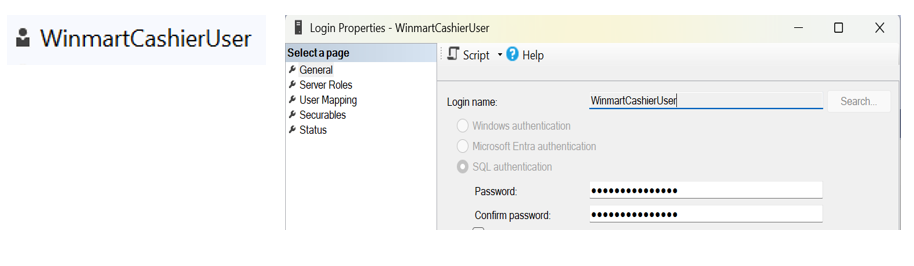 WinmartCashierUser
Login Properties - WinmartCashierUser
Select a page
General
Server Roles
User Mapping
Securables
Status
Script
Help
Login name:
WinmartCashierUser
Search...
Windows authentication
Microsoft Entra authentication
SQL authentication
Password:
●●●●●●●●●●●●●●●
Confirm password:
●●●●●●●●●●●●●●●